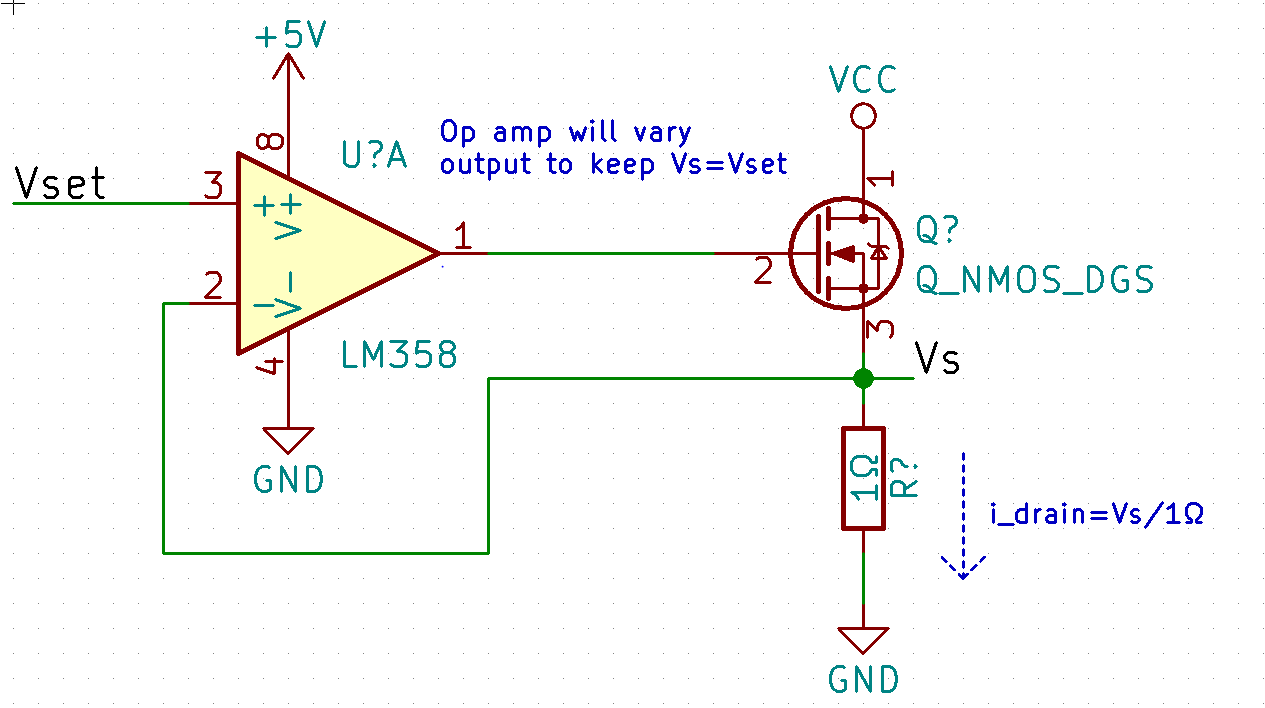 +5V
VCC
8
U?A
Op amp will vary
output to keep Vs=Vset
Vset
3
+
V+
1
1
2
Q?
Q_NMOS_DGS
2
-
V-
3
4
LM358
Vs
GND
1Ω
R?
i_drain=Vs/1Ω
GND